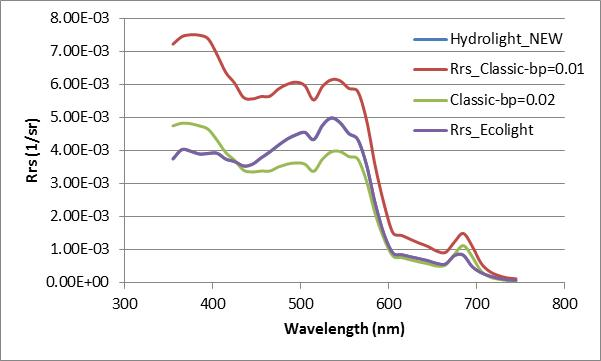 8.00E-03
7.00E-03
6.00E-03
5.00E-03
4.00E-03
3.00E-03
2.00E-03
1.00E-03
0.00E+00
Rrs (1/sr)
Hydrolight_NEW
Rrs_Classic-bp=0.01
Classic-bp=0.02
Rrs_Ecolight
300 400 500 600 700 800
Wavelength (nm)